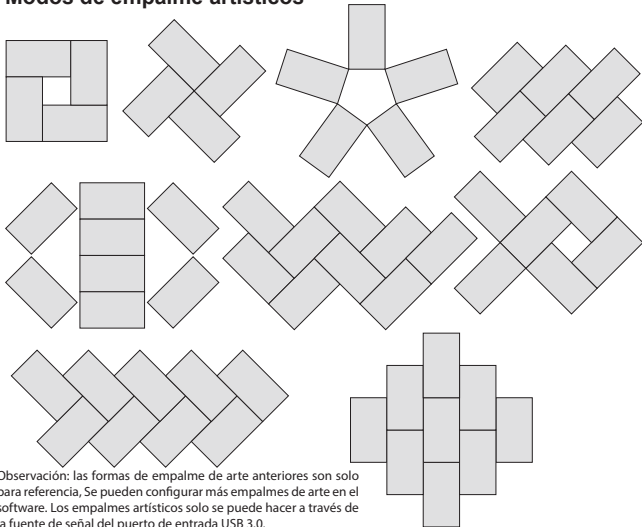 Modos de empalme artísticos
Observación: las formas de empalme de arte anteriores son solo
para referencia, Se pueden configurar más empalmes de arte en el
software. Los empalmes artísticos solo se puede hacer a través de
la fuente de señal del puerto de entrada USB 3.0.